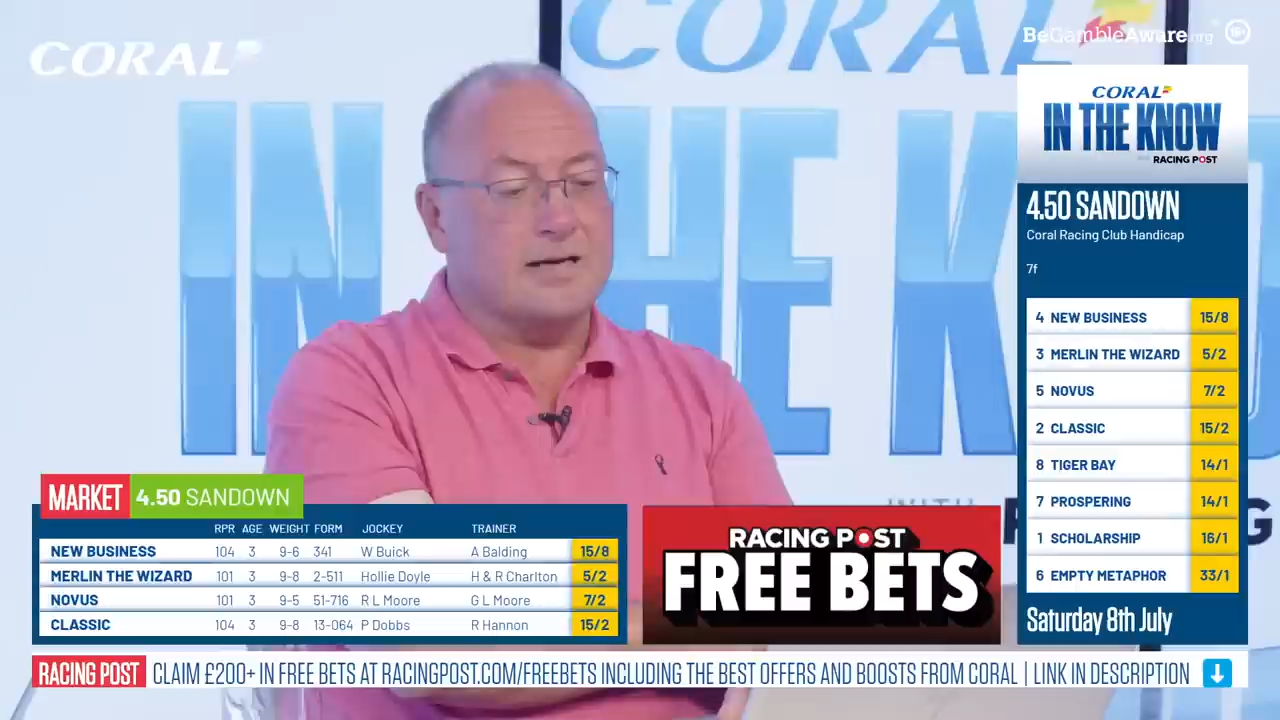 CORAL
CORAL
BeGambleAware.org 18+
IN THE KNO
WITH
CORAL
IN THE KNOW
RACING POST
4.50 SANDOWN
Coral Racing Club Handicap
7f
4 NEW BUSINESS 15/8
3 MERLIN THE WIZARD 5/2
5 NOVUS 7/2
2 CLASSIC 15/2
8 TIGER BAY 14/1
7 PROSPERING 14/1
1 SCHOLARSHIP 16/1
6 EMPTY METAPHOR 33/1
Saturday 8th July
MARKET 4.50 SANDOWN
RPR AGE WEIGHT FORM JOCKEY TRAINER
NEW BUSINESS 104 3 9-6 341 W Buick A Balding 15/8
MERLIN THE WIZARD 101 3 9-8 2-511 Hollie Doyle H & R Charlton 5/2
NOVUS 101 3 9-5 51-716 R L Moore G L Moore 7/2
CLASSIC 104 3 9-8 13-064 P Dobbs R Hannon 15/2
RACING POST
FREE BETS
RACING POST CLAIM £200+ IN FREE BETS AT RACINGPOST.COM/FREEBETS INCLUDING THE BEST OFFERS AND BOOSTS FROM CORAL | LINK IN DESCRIPTION